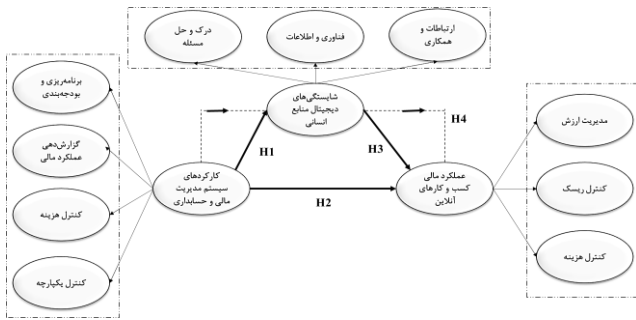 درک و حل
مسئله
فناوری و اطلاعات
ارتباطات و
همکاری
برنامه‌ریزی و
بودجه‌بندی
گزارش‌دهی
عملکرد مالی
کنترل هزینه
کنترل یکپارچه
شایستگی‌های
دیجیتال منابع
انسانی
H1
H3
H4
کارکردهای
سیستم مدیریت
مالی و حسابداری
H2
عملکرد مالی
کسب و کارهای
آنلاین
مدیریت ارزش
کنترل ریسک
کنترل هزینه